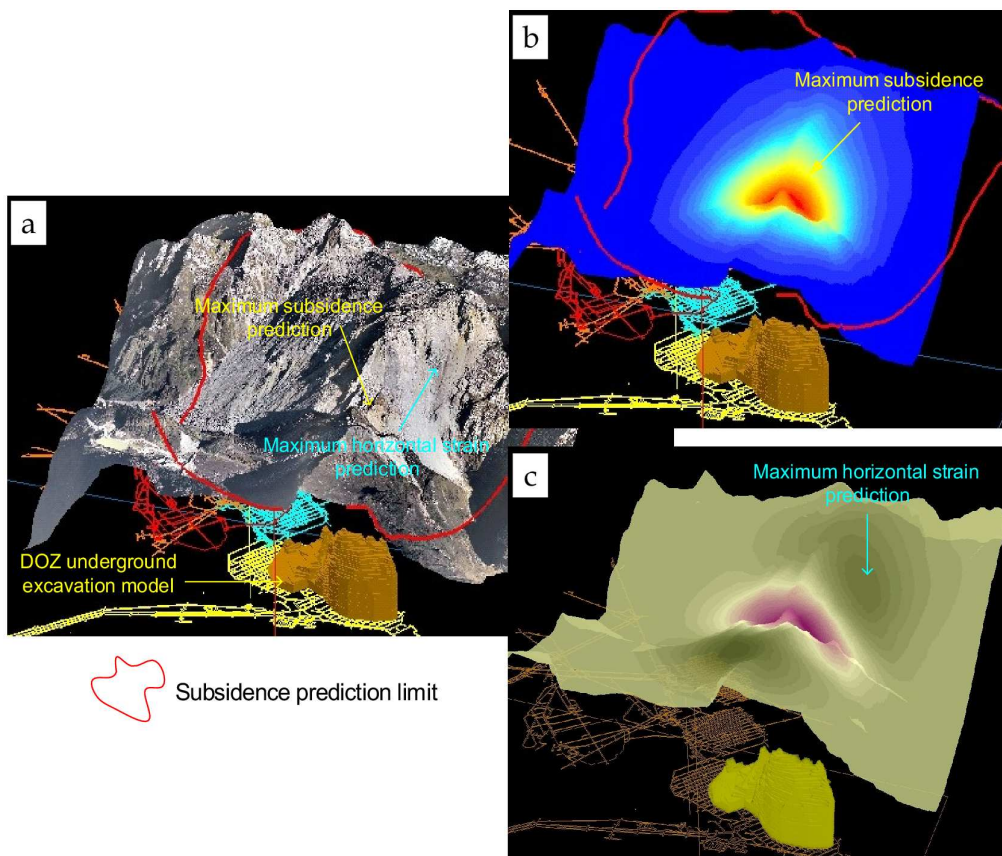 a
Maximum subsidence
prediction
Maximum horizontal strain
prediction
DOZ underground
excavation model
Subsidence prediction limit
b
Maximum subsidence
prediction
c
Maximum horizontal strain
prediction